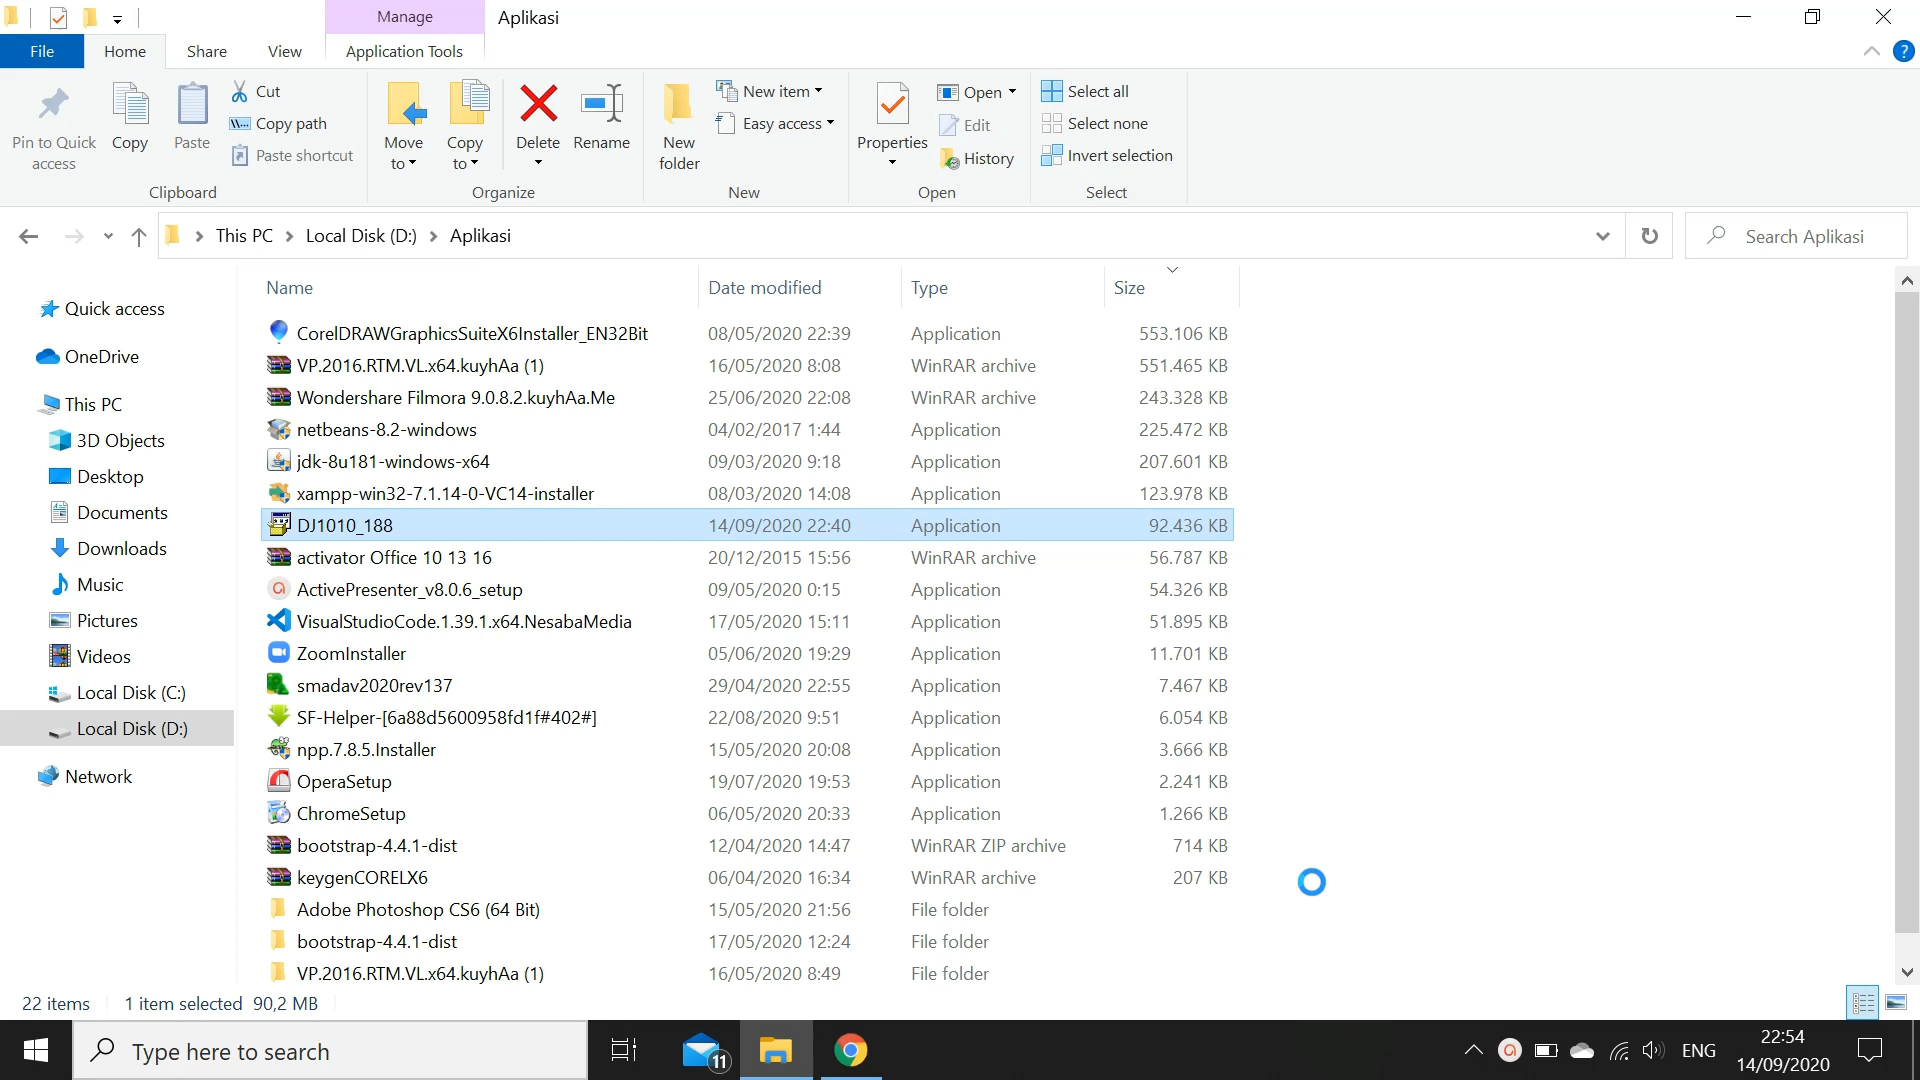 Manage
Aplikasi
File
Home
Share
View
Application Tools
?
Pin to Quick access
Copy
Paste
Cut
Copy path
Paste shortcut
Clipboard
Move to
Copy to
Delete
Rename
Organize
New folder
New item
Easy access
New
Properties
Open
Edit
History
Open
Select all
Select none
Invert selection
Select
This PC
Local Disk (D:)
Aplikasi
Search Aplikasi
Name
Date modified
Type
Size
Quick access
OneDrive
This PC
3D Objects
Desktop
Documents
Downloads
Music
Pictures
Videos
Local Disk (C:)
Local Disk (D:)
Network
CorelDRAWGraphicsSuiteX6Installer_EN32Bit 08/05/2020 22:39 Application 553.106 KB
VP.2016.RTM.VL.x64.kuyhAa (1) 16/05/2020 8:08 WinRAR archive 551.465 KB
Wondershare Filmora 9.0.8.2.kuyhAa.Me 25/06/2020 22:08 WinRAR archive 243.328 KB
netbeans-8.2-windows 04/02/2017 1:44 Application 225.472 KB
jdk-8u181-windows-x64 09/03/2020 9:18 Application 207.601 KB
xampp-win32-7.1.14-0-VC14-installer 08/03/2020 14:08 Application 123.978 KB
DJ1010_188 14/09/2020 22:40 Application 92.436 KB
activator Office 10 13 16 20/12/2015 15:56 WinRAR archive 56.787 KB
ActivePresenter_v8.0.6_setup 09/05/2020 0:15 Application 54.326 KB
VisualStudioCode.1.39.1.x64.NesabaMedia 17/05/2020 15:11 Application 51.895 KB
ZoomInstaller 05/06/2020 19:29 Application 11.701 KB
smadav2020rev137 29/04/2020 22:55 Application 7.467 KB
SF-Helper-[6a88d5600958fd1f#402#] 22/08/2020 9:51 Application 6.054 KB
npp.7.8.5.Installer 15/05/2020 20:08 Application 3.666 KB
OperaSetup 19/07/2020 19:53 Application 2.241 KB
ChromeSetup 06/05/2020 20:33 Application 1.266 KB
bootstrap-4.4.1-dist 12/04/2020 14:47 WinRAR ZIP archive 714 KB
keygenCORELX6 06/04/2020 16:34 WinRAR archive 207 KB
Adobe Photoshop CS6 (64 Bit) 15/05/2020 21:56 File folder
bootstrap-4.4.1-dist 17/05/2020 12:24 File folder
VP.2016.RTM.VL.x64.kuyhAa (1) 16/05/2020 8:49 File folder
22 items 1 item selected 90,2 MB
Type here to search
11
ENG
22:54
14/09/2020